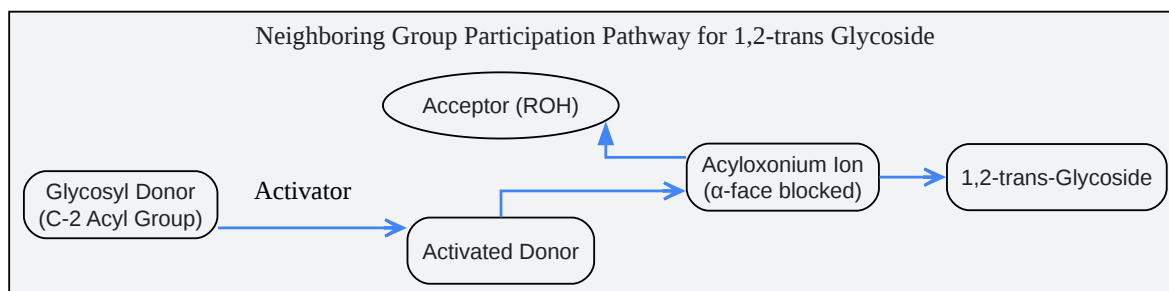 Neighboring Group Participation Pathway for 1,2-trans Glycoside
Acceptor (ROH)
Glycosyl Donor
(C-2 Acyl Group)
Activator
Activated Donor
Acyloxonium Ion
(α-face blocked)
1,2-trans-Glycoside